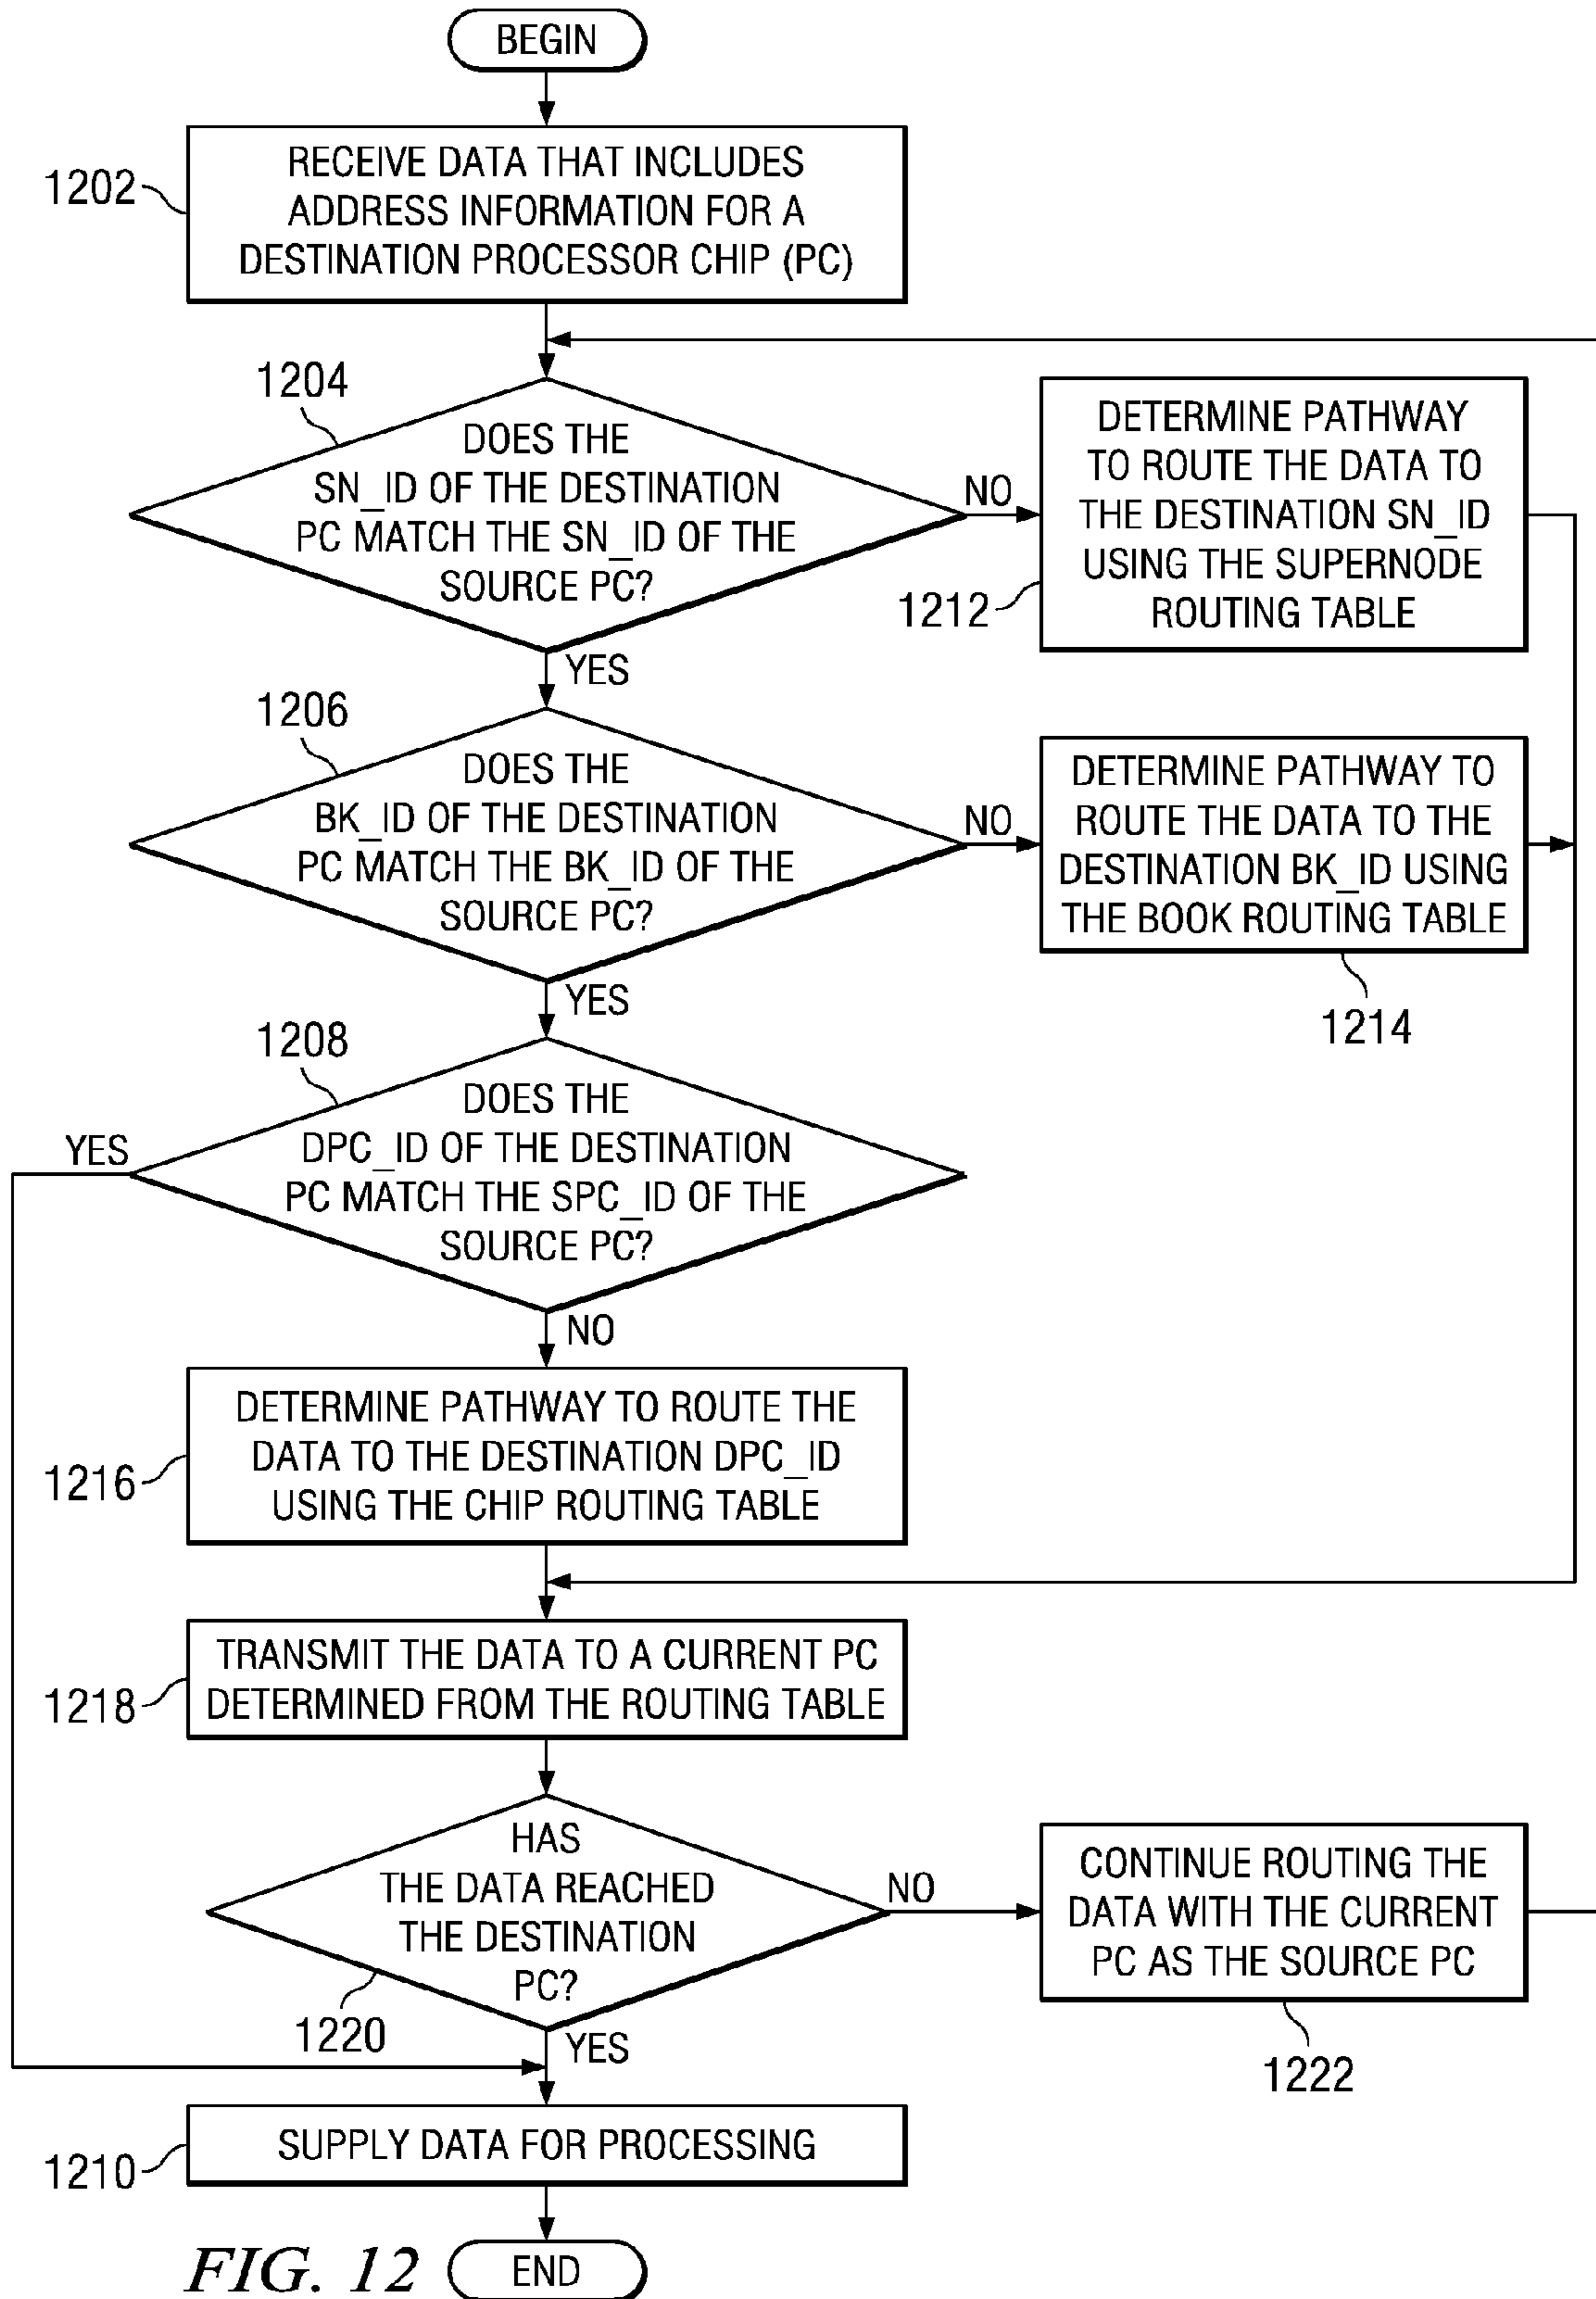 BEGIN
1202
RECEIVE DATA THAT INCLUDES
ADDRESS INFORMATION FOR A
DESTINATION PROCESSOR CHIP (PC)
1204
DOES THE
SN_ID OF THE DESTINATION
PC MATCH THE SN_ID OF THE
SOURCE PC?
NO
YES
1212
DETERMINE PATHWAY
TO ROUTE THE DATA TO
THE DESTINATION SN_ID
USING THE SUPERNODE
ROUTING TABLE
1206
DOES THE
BK_ID OF THE DESTINATION
PC MATCH THE BK_ID OF THE
SOURCE PC?
NO
YES
DETERMINE PATHWAY TO
ROUTE THE DATA TO THE
DESTINATION BK_ID USING
THE BOOK ROUTING TABLE
1214
1208
DOES THE
DPC_ID OF THE DESTINATION
PC MATCH THE SPC_ID OF THE
SOURCE PC?
YES
NO
1216
DETERMINE PATHWAY TO ROUTE THE
DATA TO THE DESTINATION DPC_ID
USING THE CHIP ROUTING TABLE
1218
TRANSMIT THE DATA TO A CURRENT PC
DETERMINED FROM THE ROUTING TABLE
HAS
THE DATA REACHED
THE DESTINATION
PC?
1220
NO
YES
CONTINUE ROUTING THE
DATA WITH THE CURRENT
PC AS THE SOURCE PC
1222
1210
SUPPLY DATA FOR PROCESSING
END
FIG. 12